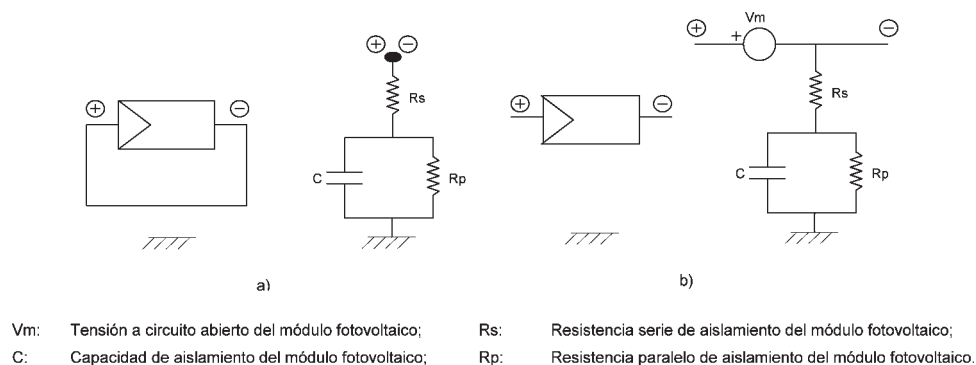 Vm
+ − + + −
Rs
Rs
+ − + −
C Rp
C Rp
a) b)
Vm: Tensión a circuito abierto del módulo fotovoltaico; Rs: Resistencia serie de aislamiento del módulo fotovoltaico;
C: Capacidad de aislamiento del módulo fotovoltaico; Rp: Resistencia paralelo de aislamiento del módulo fotovoltaico.